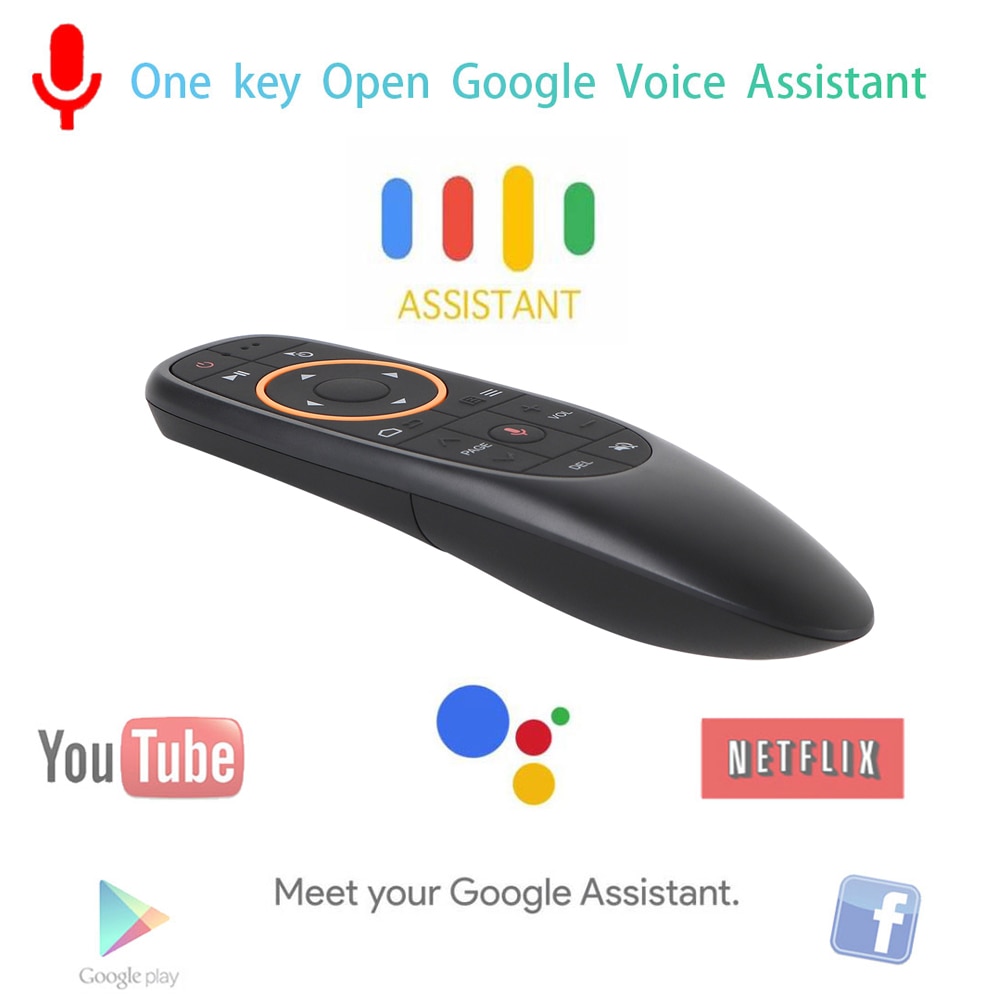 One key Open Google Voice Assistant
ASSISTANT
VOL
PAGE
DEL
YouTube
NETFLIX
Meet your Google Assistant.
Google play
f